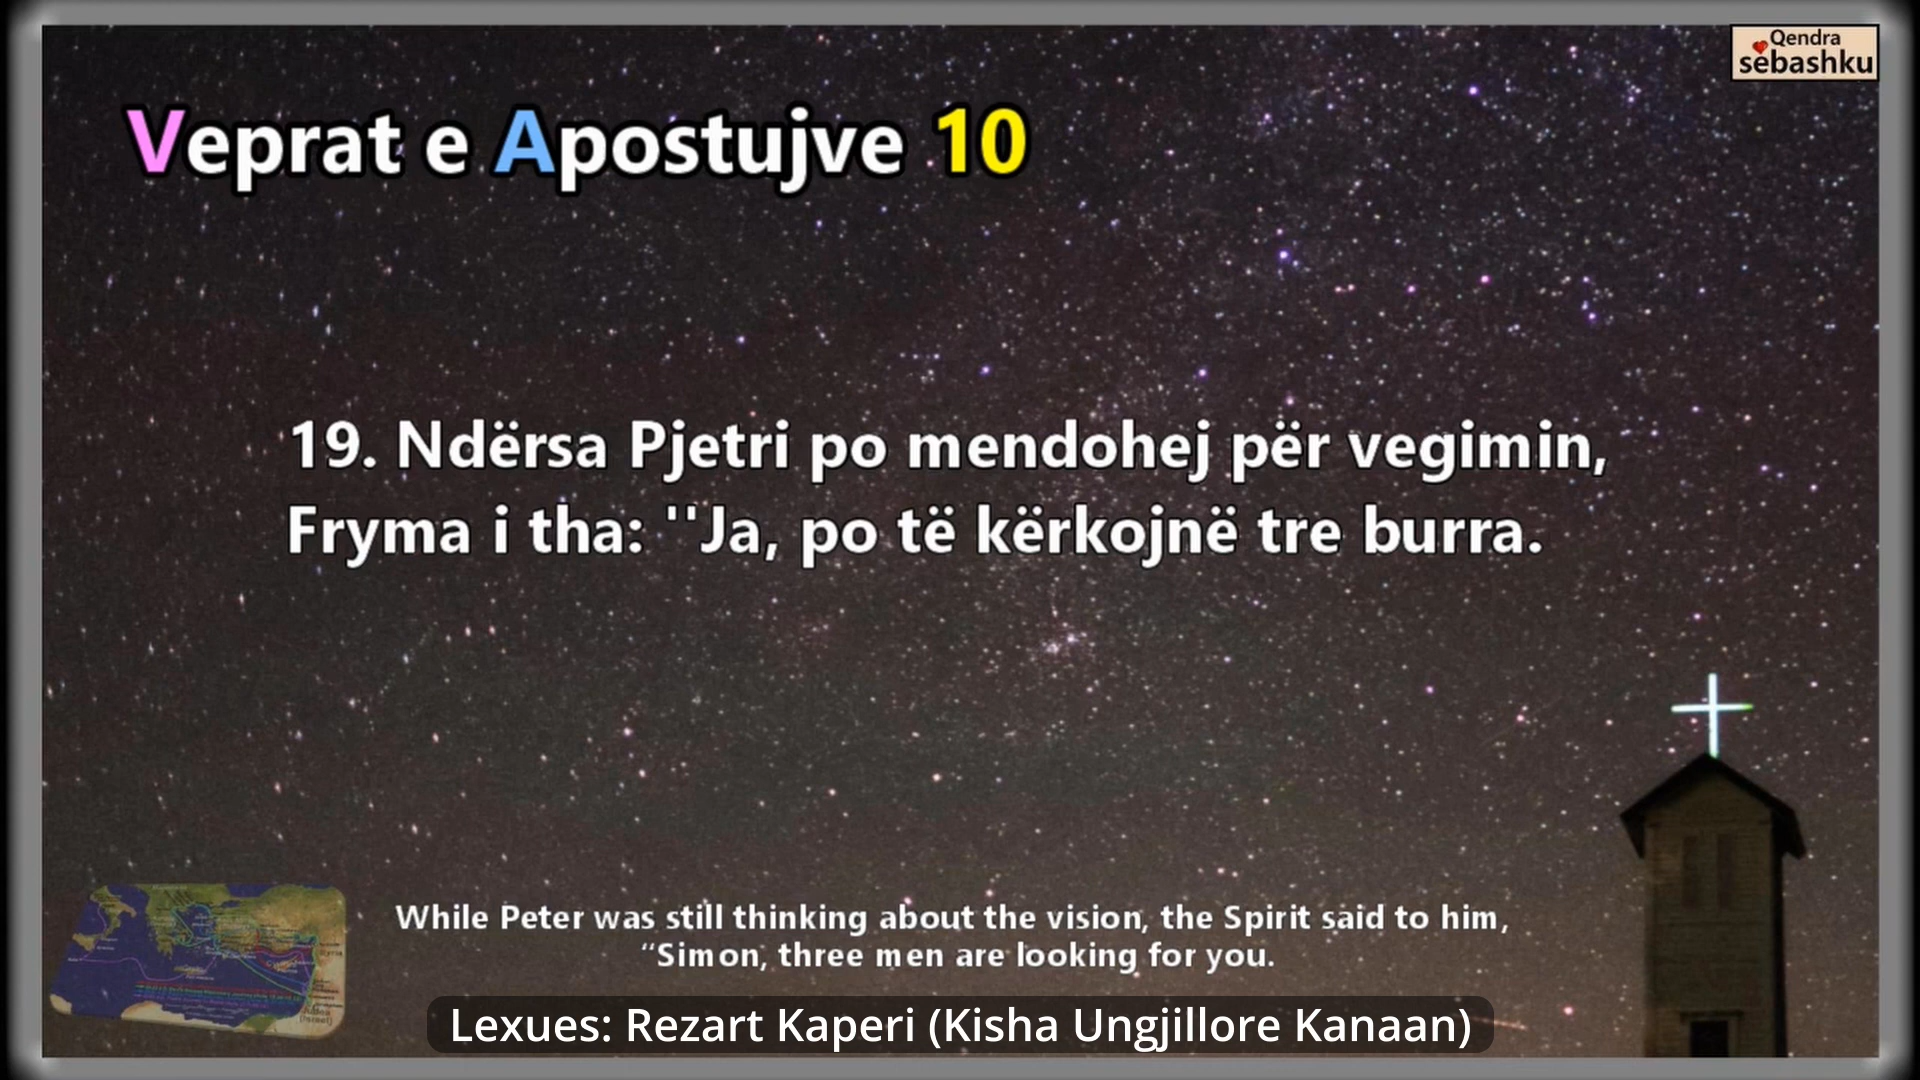 Qendra
sëbashku
Veprat e Apostujve 10
19. Ndërsa Pjetri po mendohej për vegimin,
Fryma i tha: ''Ja, po të kërkojnë tre burra.
While Peter was still thinking about the vision, the Spirit said to him,
“Simon, three men are looking for you.
Lexues: Rezart Kaperi (Kisha Ungjillore Kanaan)